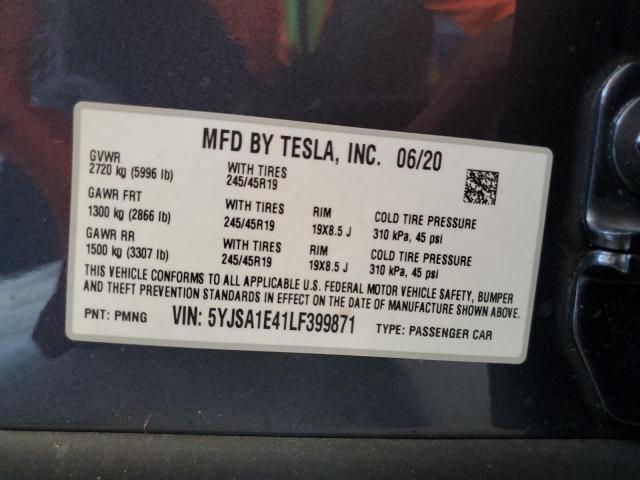 MFD BY TESLA, INC. 06/20
GVWR
2720 kg (5996 lb)
WITH TIRES
245/45R19
GAWR FRT
1300 kg (2866 lb)
WITH TIRES
245/45R19
RIM
19X8.5 J
COLD TIRE PRESSURE
310 kPa, 45 psi
GAWR RR
1500 kg (3307 lb)
WITH TIRES
245/45R19
RIM
19X8.5 J
COLD TIRE PRESSURE
310 kPa, 45 psi
THIS VEHICLE CONFORMS TO ALL APPLICABLE U.S. FEDERAL MOTOR VEHICLE SAFETY, BUMPER
AND THEFT PREVENTION STANDARDS IN EFFECT ON THE DATE OF MANUFACTURE SHOWN ABOVE.
PNT: PMNG VIN: 5YJSA1E41LF399871 TYPE: PASSENGER CAR